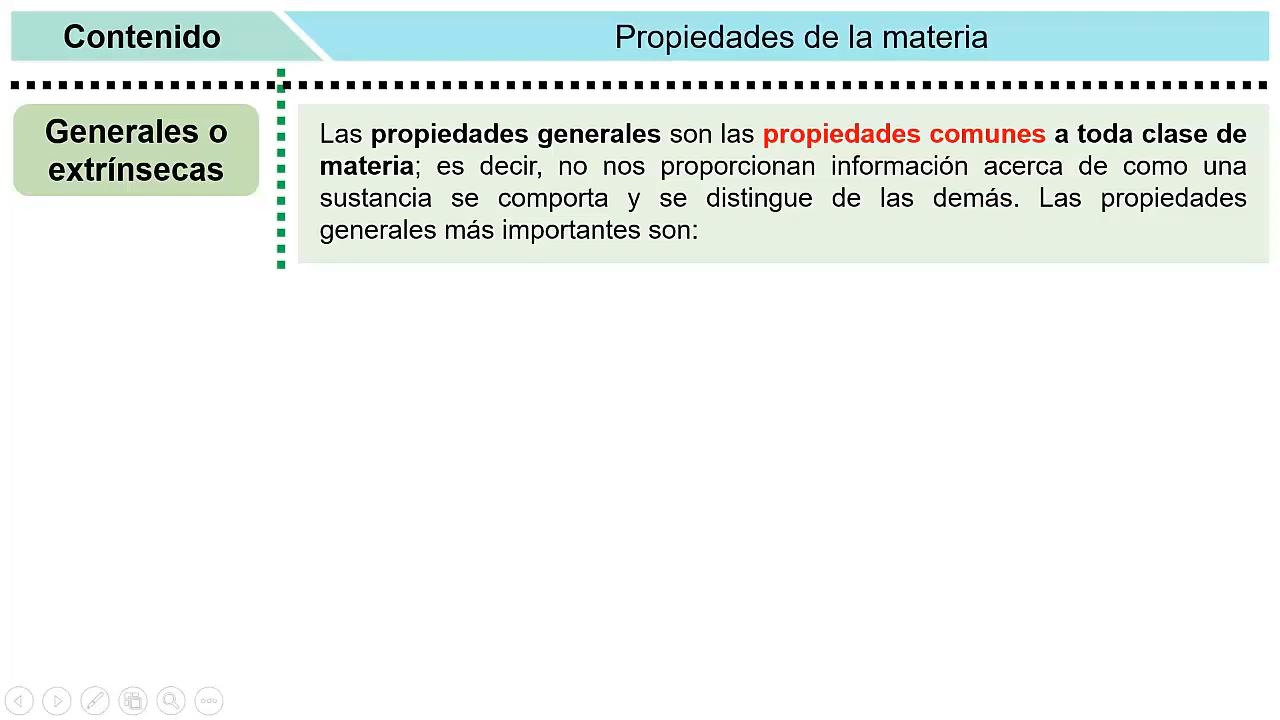 Contenido
Propiedades de la materia
Generales o
extrínsecas
Las propiedades generales son las propiedades comunes a toda clase de
materia; es decir, no nos proporcionan información acerca de como una
sustancia se comporta y se distingue de las demás. Las propiedades
generales más importantes son: